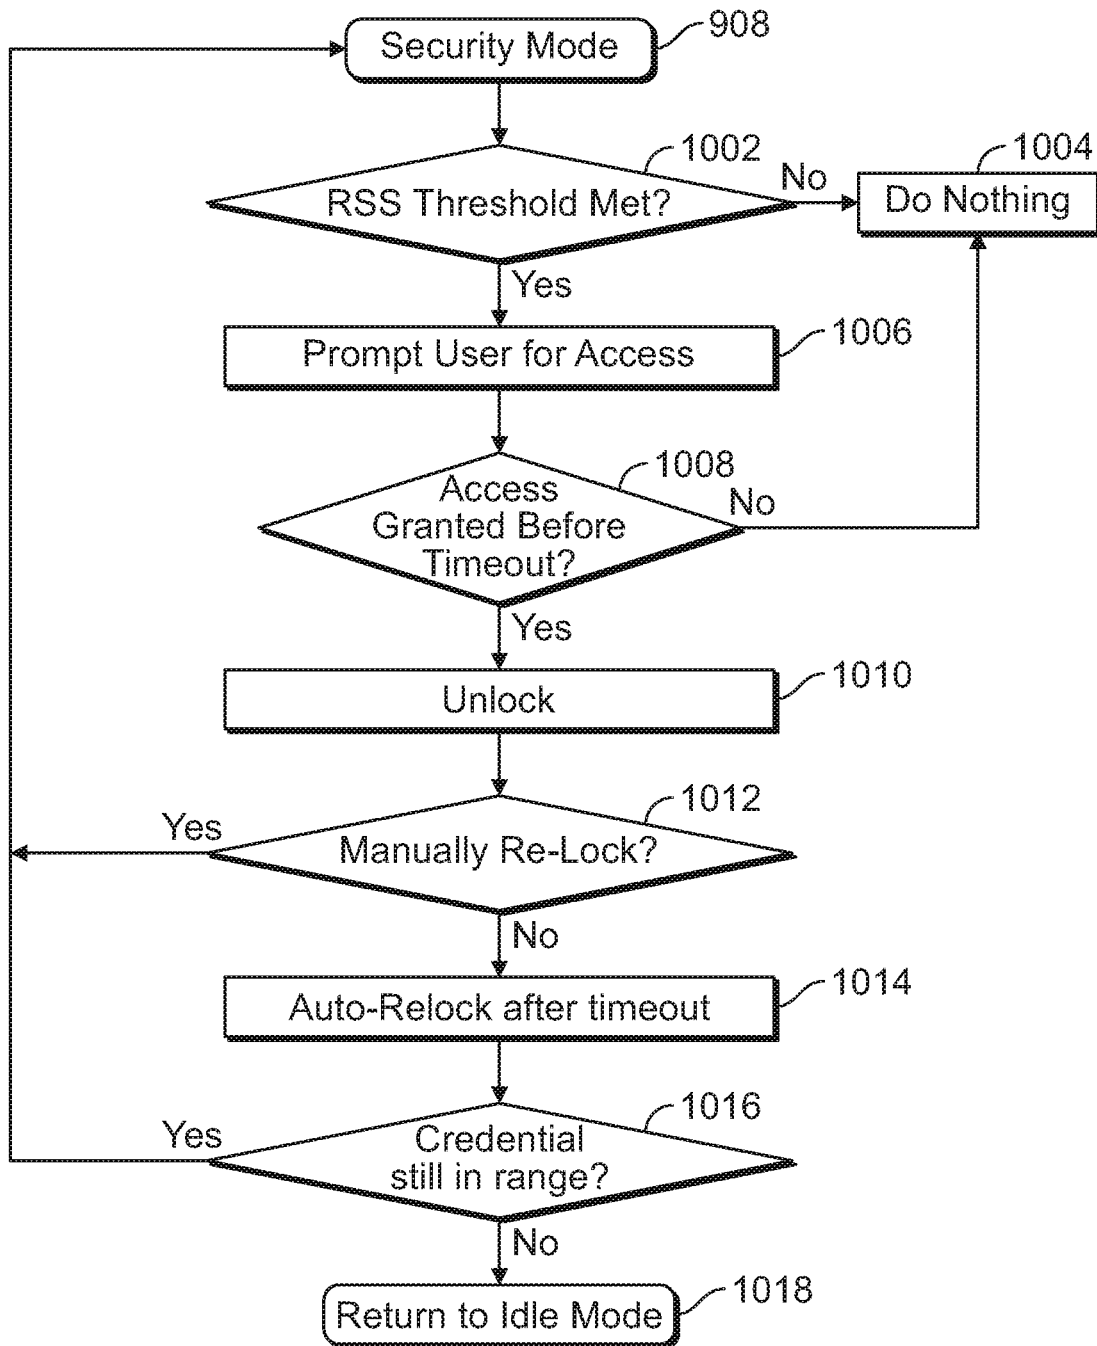 Security Mode
908
1002
RSS Threshold Met?
No
1004
Do Nothing
Yes
Prompt User for Access
1006
1008
Access
Granted Before
Timeout?
No
Yes
Unlock
1010
1012
Yes
Manually Re-Lock?
No
Auto-Relock after timeout
1014
1016
Yes
Credential
still in range?
No
Return to Idle Mode
1018